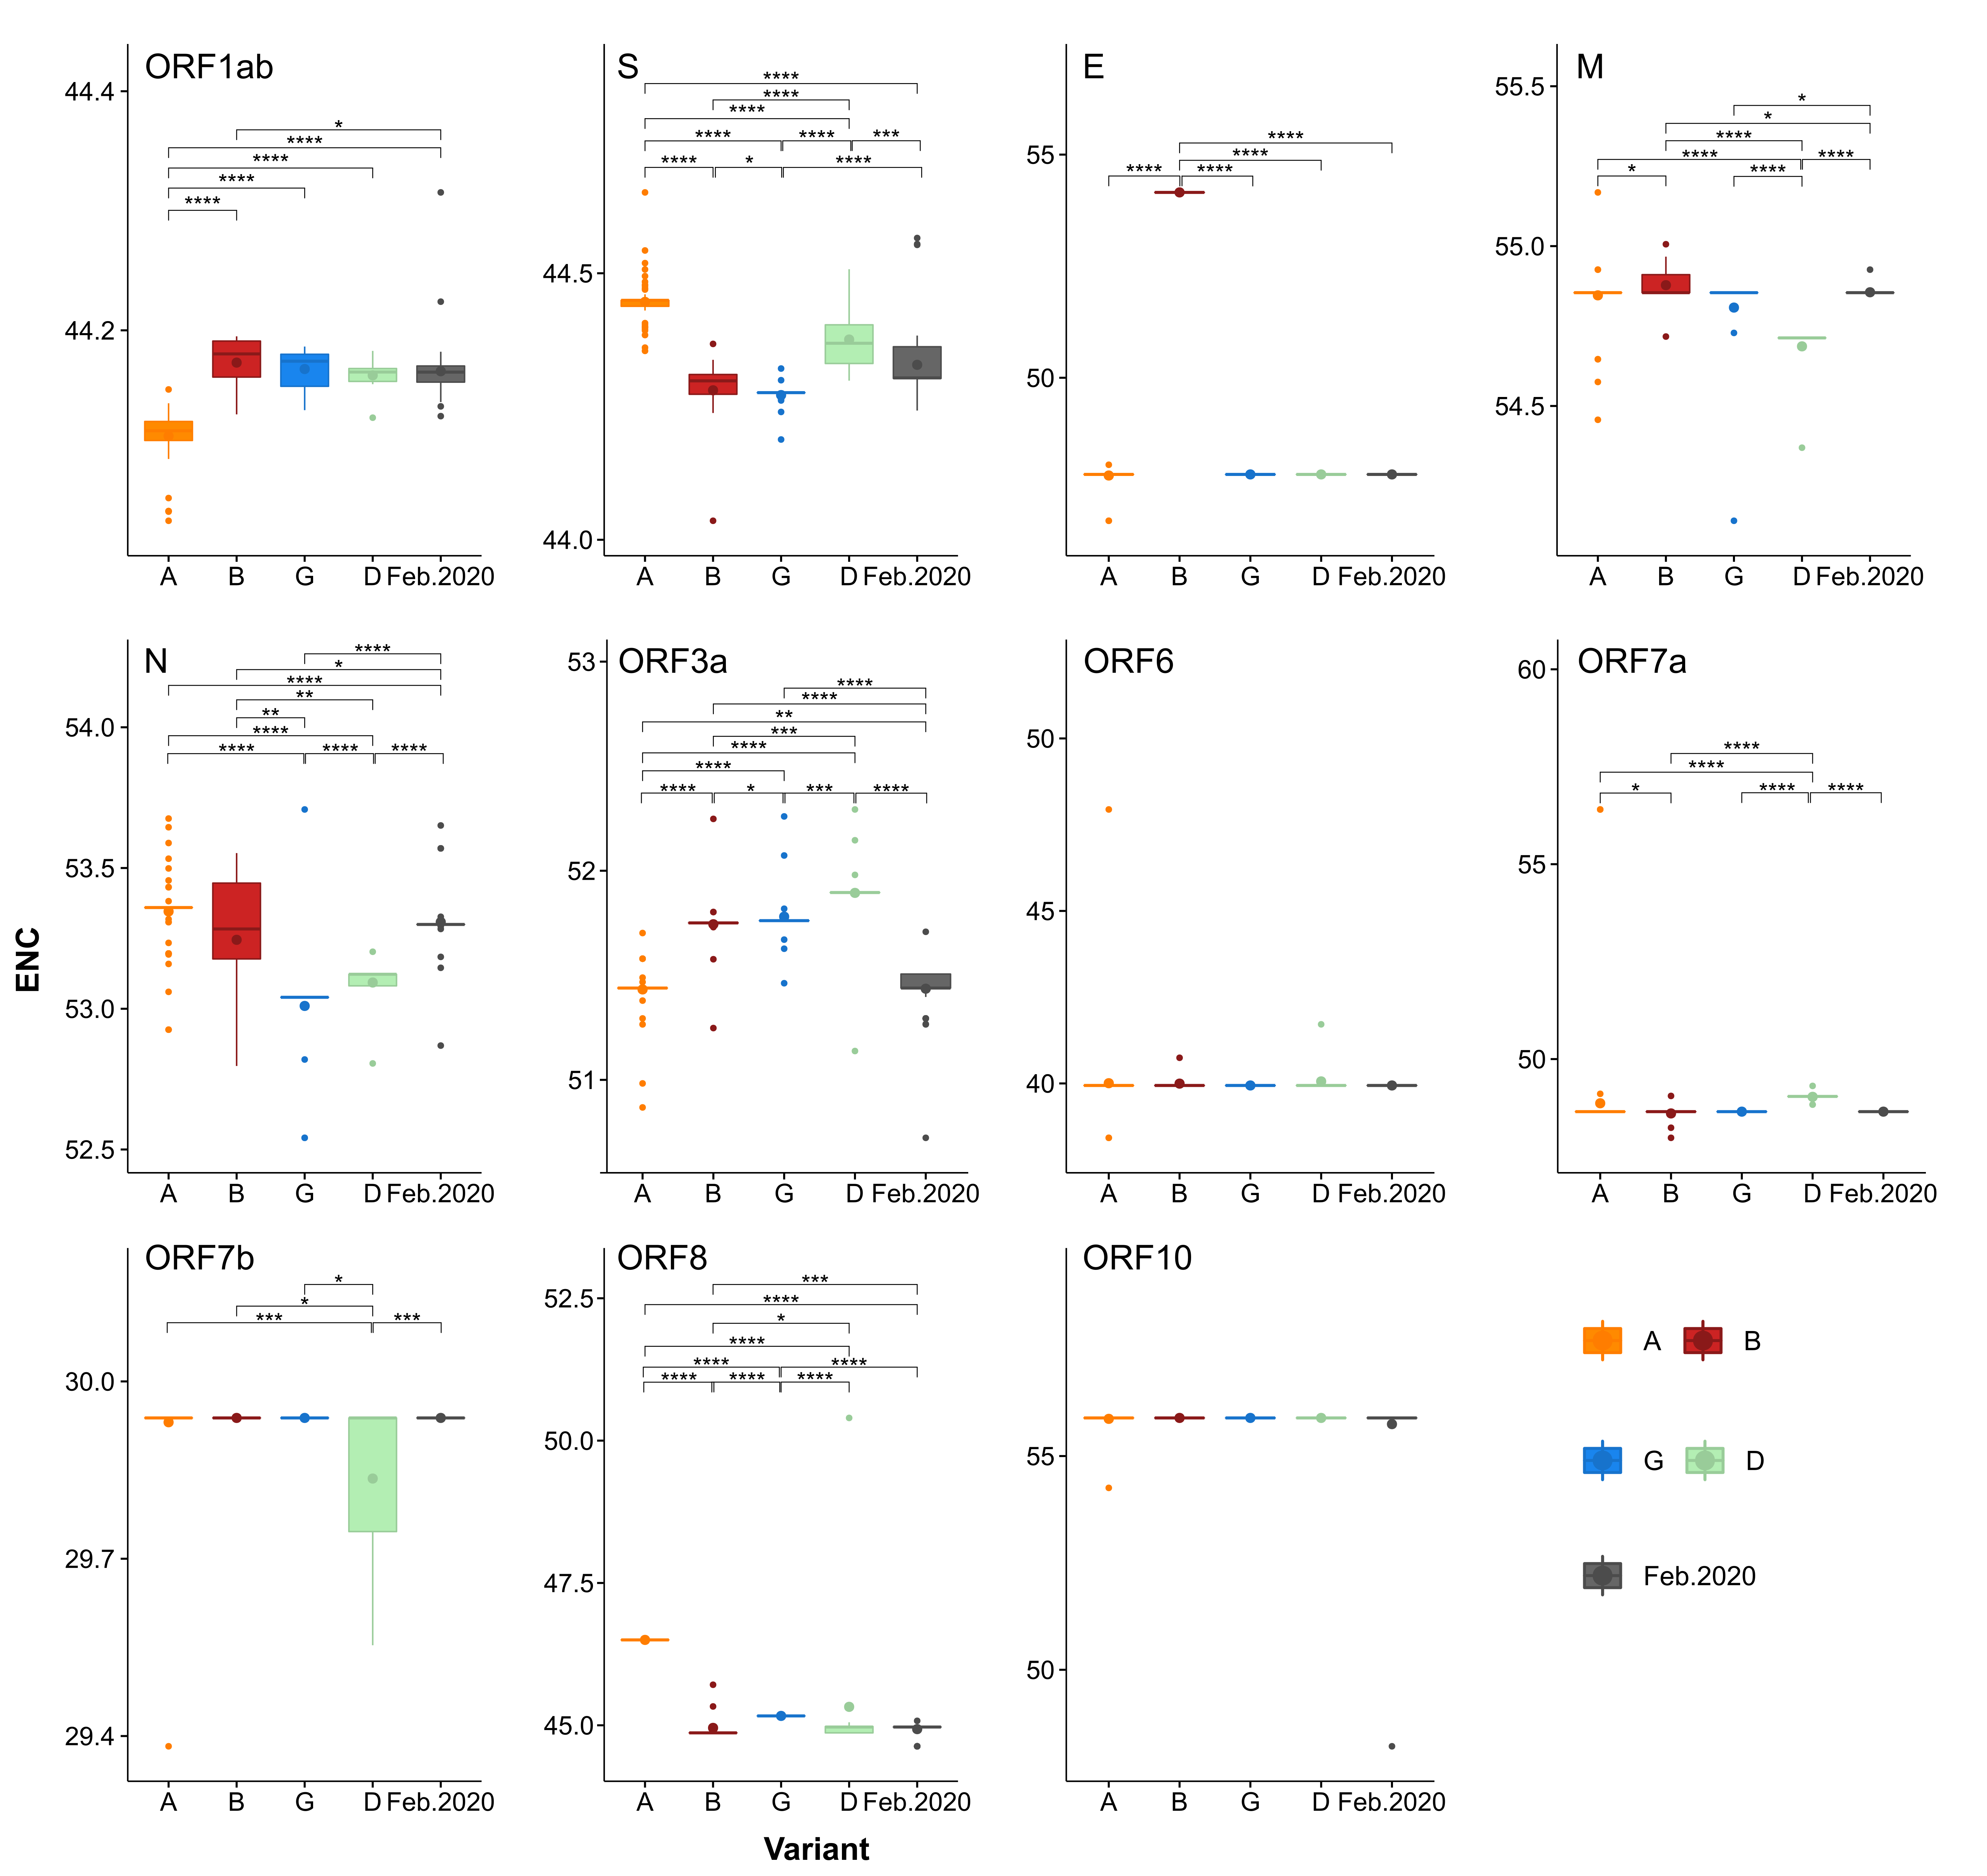 ORF1ab
44.4
44.2
*
****
****
****
****
A B G D Feb.2020
S
44.5
44.0
****
****
****
**** **** ***
**** * ****
A B G D Feb.2020
E
55
50
****
****
**** ****
A B G D Feb.2020
M
55.5
55.0
54.5
*
*
****
**** ****
* ****
A B G D Feb.2020
ENC
N
54.0
53.5
53.0
52.5
****
*
****
**
**
****
**** **** ****
A B G D Feb.2020
ORF3a
53
52
51
****
****
**
***
****
****
**** * *** ****
A B G D Feb.2020
ORF6
50
45
40
A B G D Feb.2020
ORF7a
60
55
50
****
****
* **** ****
A B G D Feb.2020
ORF7b
30.0
29.7
29.4
*
*
*** ***
A B G D Feb.2020
ORF8
52.5
50.0
47.5
45.0
***
****
*
****
**** ****
**** **** ****
A B G D Feb.2020
ORF10
55
50
A B G D Feb.2020
A B
G D
Feb.2020
Variant